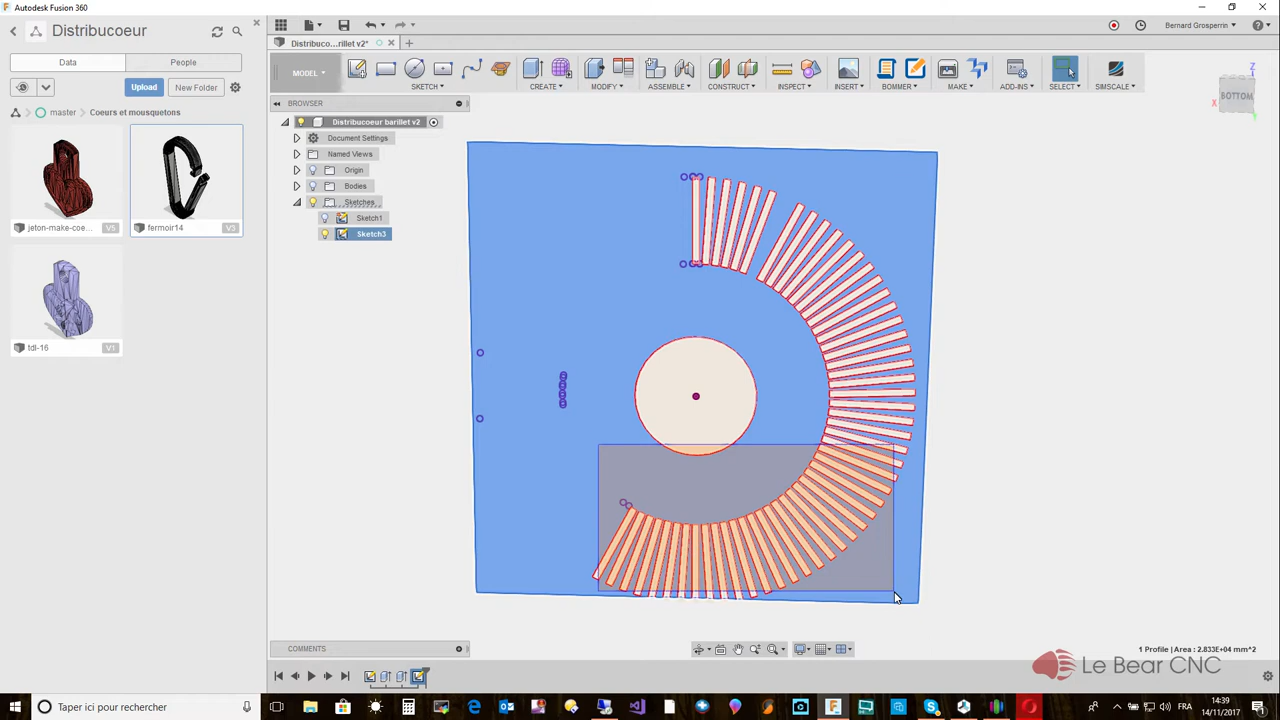 Autodesk Fusion 360
Distribucoeur
Data
People
Upload
New Folder
master > Coeurs et mousquetons
jeton-make-coe...
V5
fermoir14
V3
tdl-16
V1
Bernard Grosperrin
Distribuco...rillet v2*
MODEL
SKETCH
CREATE
MODIFY
ASSEMBLE
CONSTRUCT
INSPECT
INSERT
BOMMER
MAKE
ADD-INS
SELECT
SIMSCALE
BROWSER
Distribucoeur barillet v2
Document Settings
Named Views
Origin
Bodies
Sketches
Sketch1
Sketch3
Z
BOTTOM
X
COMMENTS
1 Profile | Area : 2.833E+04 mm^2
Le Bear CNC
Taper ici pour rechercher
FRA
14:39
14/11/2017